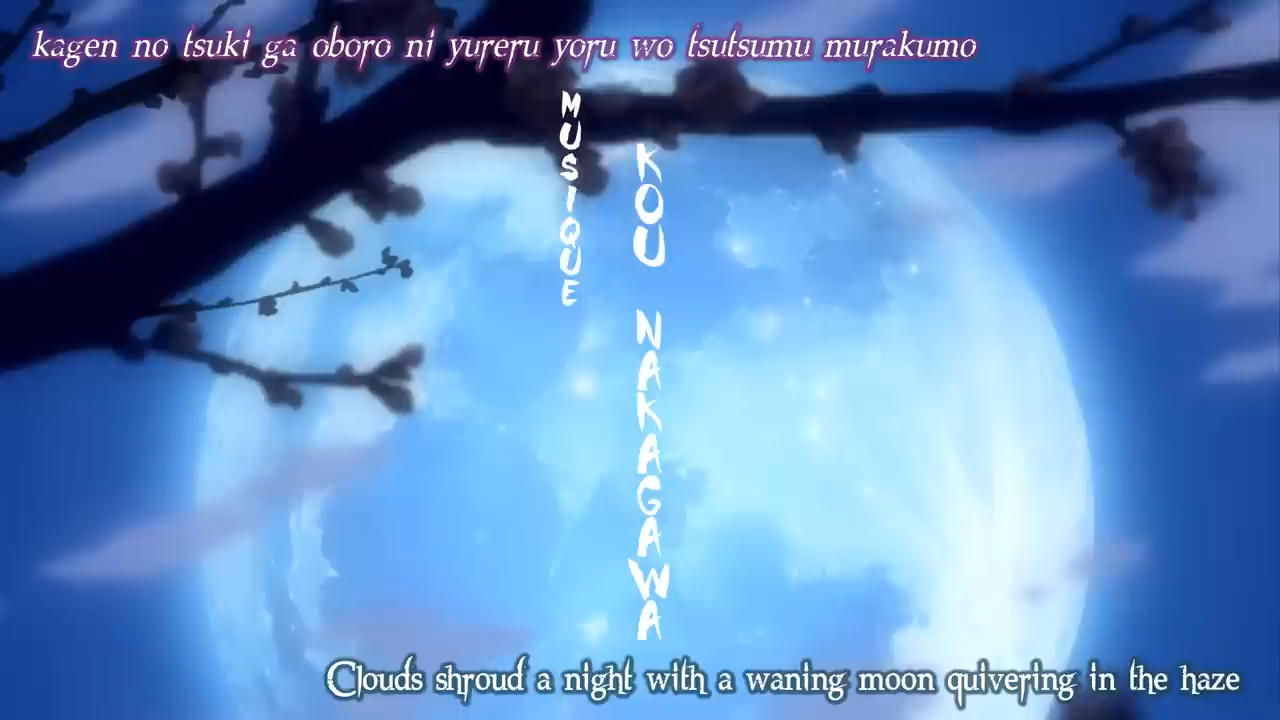 kagen no tsuki ga oboro ni yureru yoru wo tsutsumu murakumo
MUSIQUE
KOU NAKAGAWA
Clouds shroud a night with a waning moon quivering in the haze